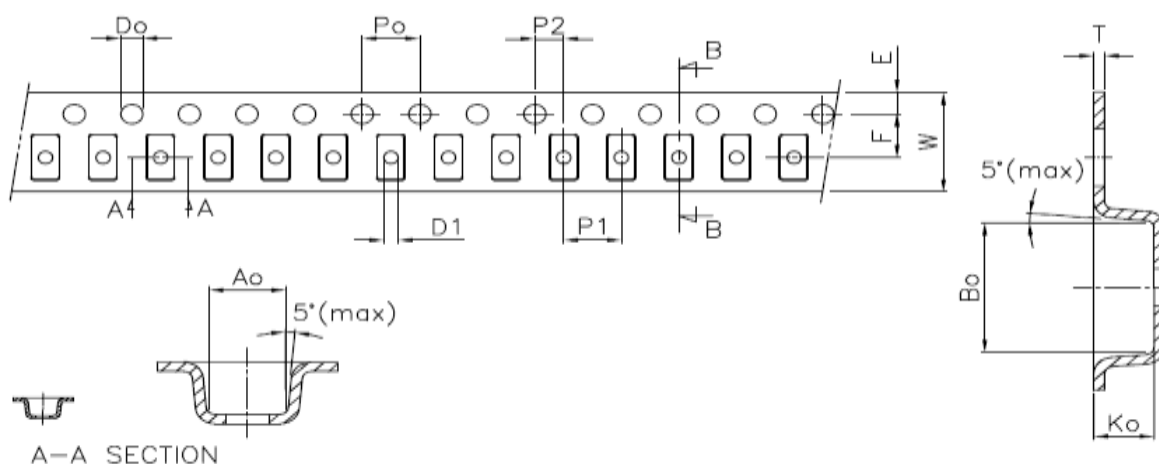 Do
Po
P2
B
T
E
F
W
5°(max)
A
A
D1
P1
B
Ao
5°(max)
Bo
Ko
A-A SECTION